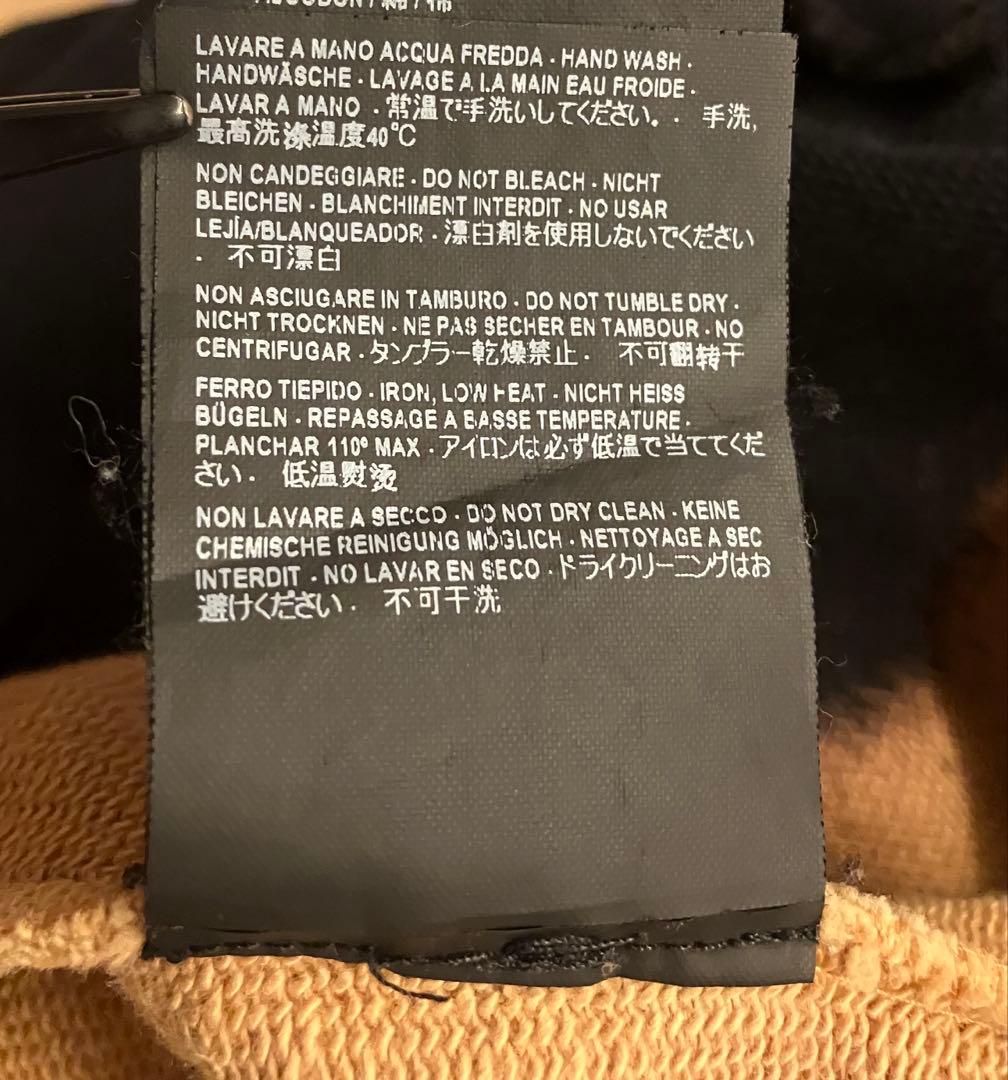 ALGODON / 綿 / 棉
LAVARE A MANO ACQUA FREDDA · HAND WASH ·
HANDWÄSCHE · LAVAGE A LA MAIN EAU FROIDE ·
LAVAR A MANO · 常温で手洗いしてください。· 手洗,
最高洗涤温度40°C
NON CANDEGGIARE · DO NOT BLEACH · NICHT
BLEICHEN · BLANCHIMENT INTERDIT · NO USAR
LEJÍA/BLANQUEADOR · 漂白剤を使用しないでください
· 不可漂白
NON ASCIUGARE IN TAMBURO · DO NOT TUMBLE DRY ·
NICHT TROCKNEN · NE PAS SECHER EN TAMBOUR · NO
CENTRIFUGAR · タンブラー乾燥禁止 · 不可翻转干
FERRO TIEPIDO · IRON, LOW HEAT · NICHT HEISS
BÜGELN · REPASSAGE A BASSE TEMPERATURE ·
PLANCHAR 110º MAX · アイロンは必ず低温で当ててくだ
さい · 低温熨烫
NON LAVARE A SECCO · DO NOT DRY CLEAN · KEINE
CHEMISCHE REINIGUNG MÖGLICH · NETTOYAGE A SEC
INTERDIT · NO LAVAR EN SECO · ドライクリーニングはお
避けください · 不可干洗